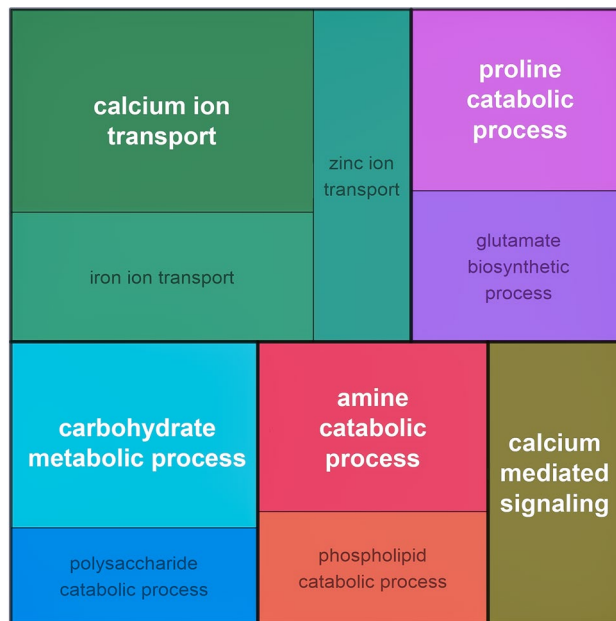 calcium ion
transport
zinc ion
transport
iron ion transport
proline
catabolic
process
glutamate
biosynthetic
process
carbohydrate
metabolic process
polysaccharide
catabolic process
amine
catabolic
process
phospholipid
catabolic process
calcium
mediated
signaling